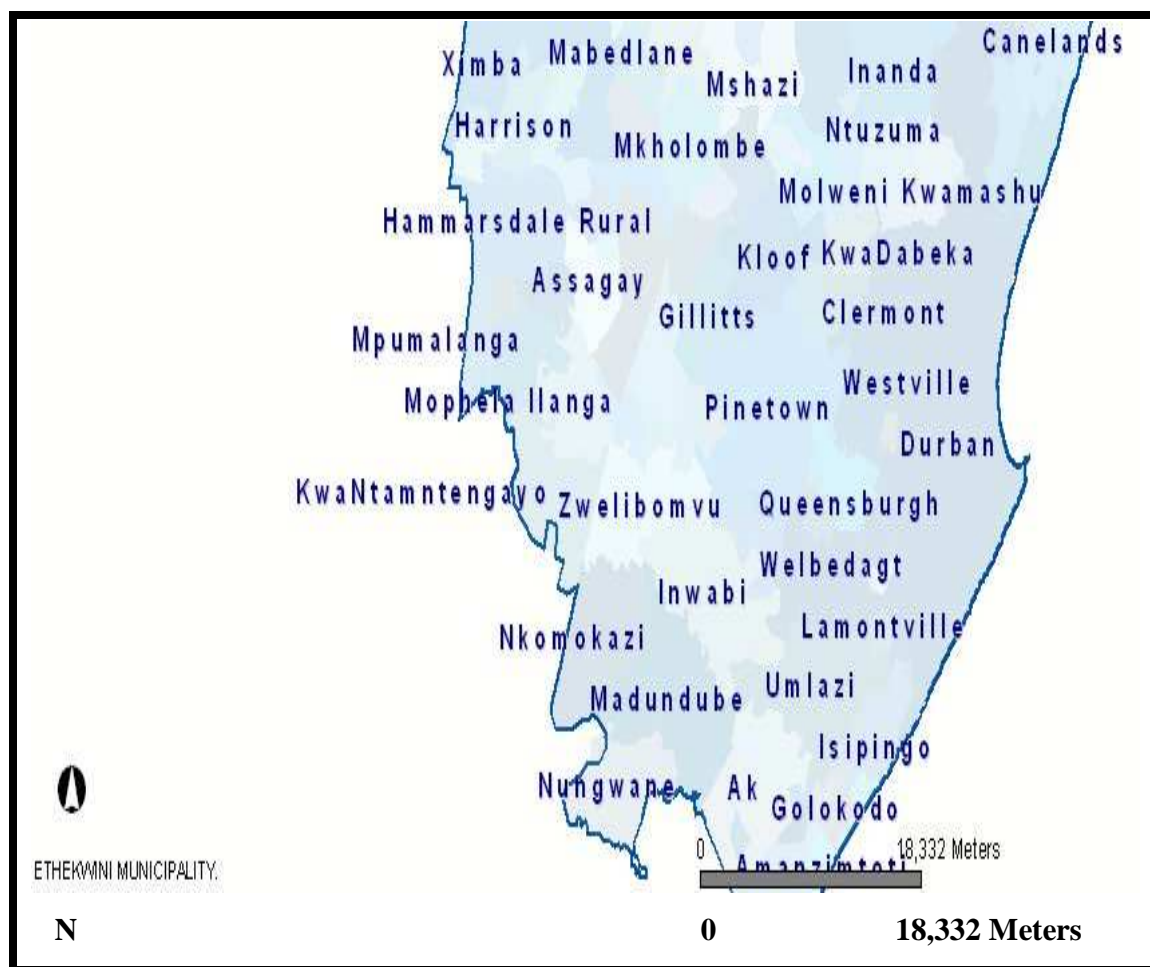 Canelands
Ximba Mabedlane Mshazi Inanda
Harrison Mkholombe Ntuzuma
Molweni Kwamashu
Hammarsdale Rural
Kloof KwaDabeka
Assagay
Gillitts Clermont
Mpumalanga
Westville
Mophela Ilanga Pinetown
Durban
KwaNtamntengayo Zwelibomvu Queensburgh
Welbedagt
Inwabi
Nkomokazi Lamontville
Madundube Umlazi
Isipingo
Nungwane Ak
Golokodo
0 18,332 Meters
Amanzimtoti
ETHEKWINI MUNICIPALITY.
N 0 18,332 Meters